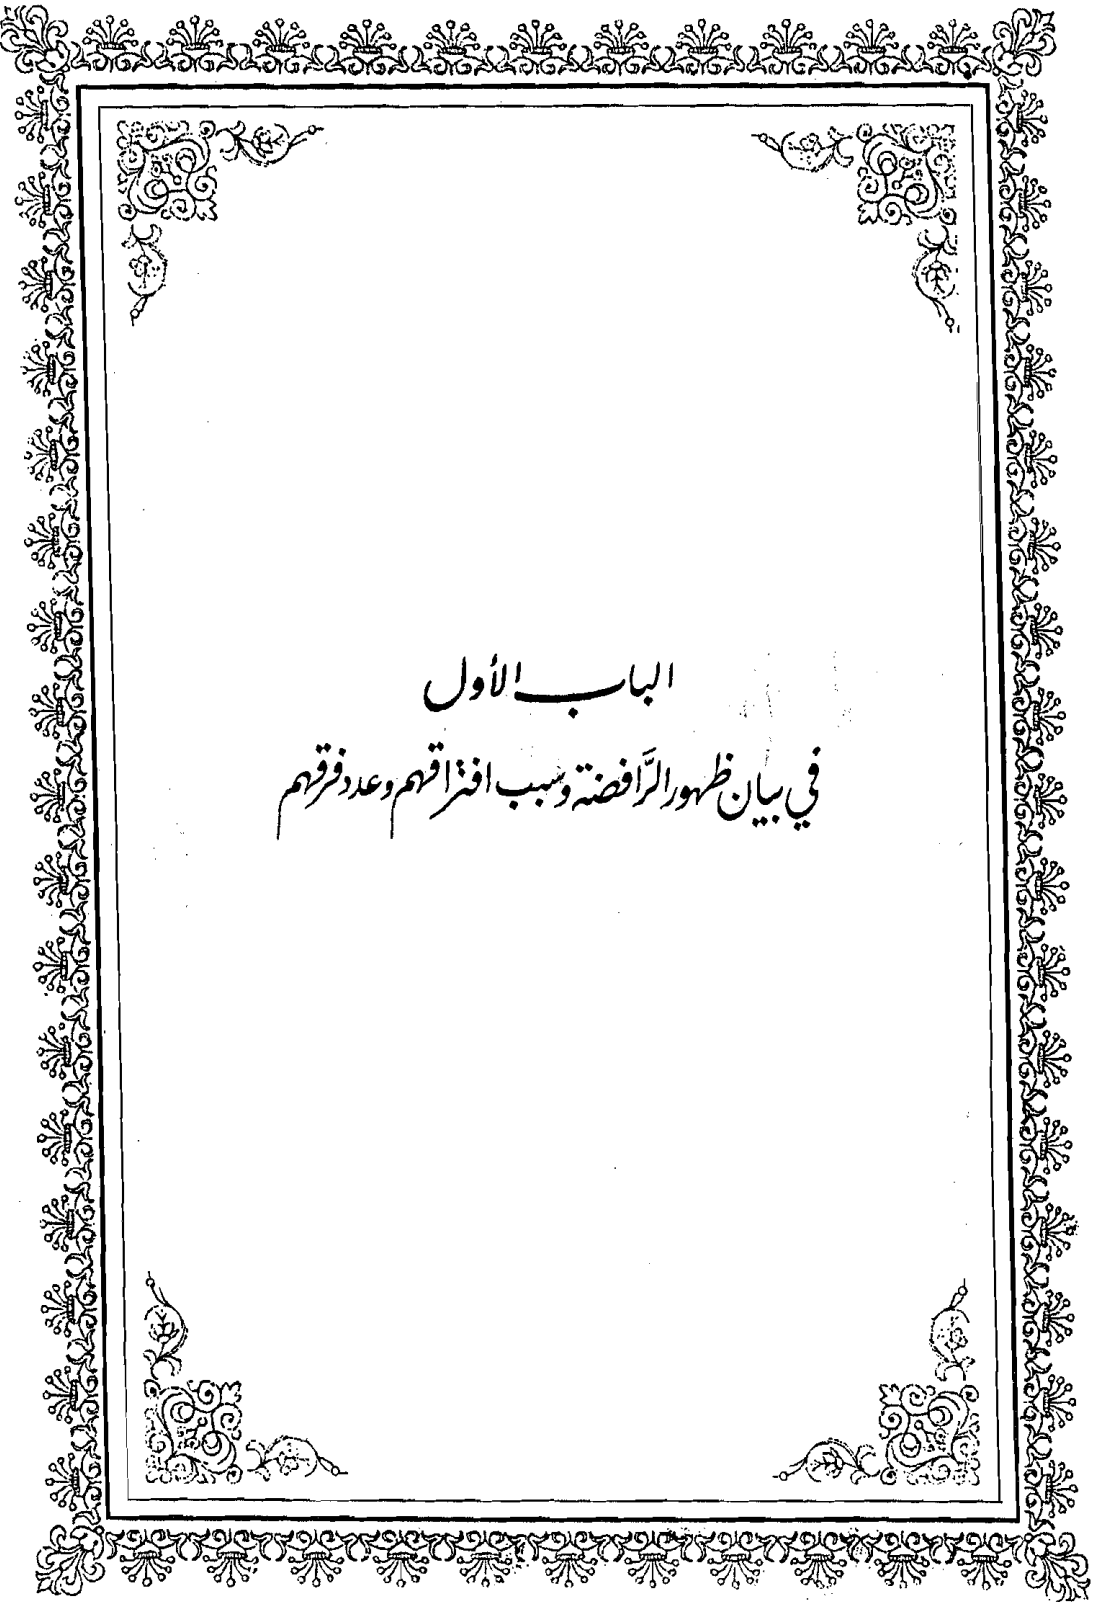 الباب الأول
في بيان ظهور الرَّافضة وسبب افتراقهم وعدد فرقهم